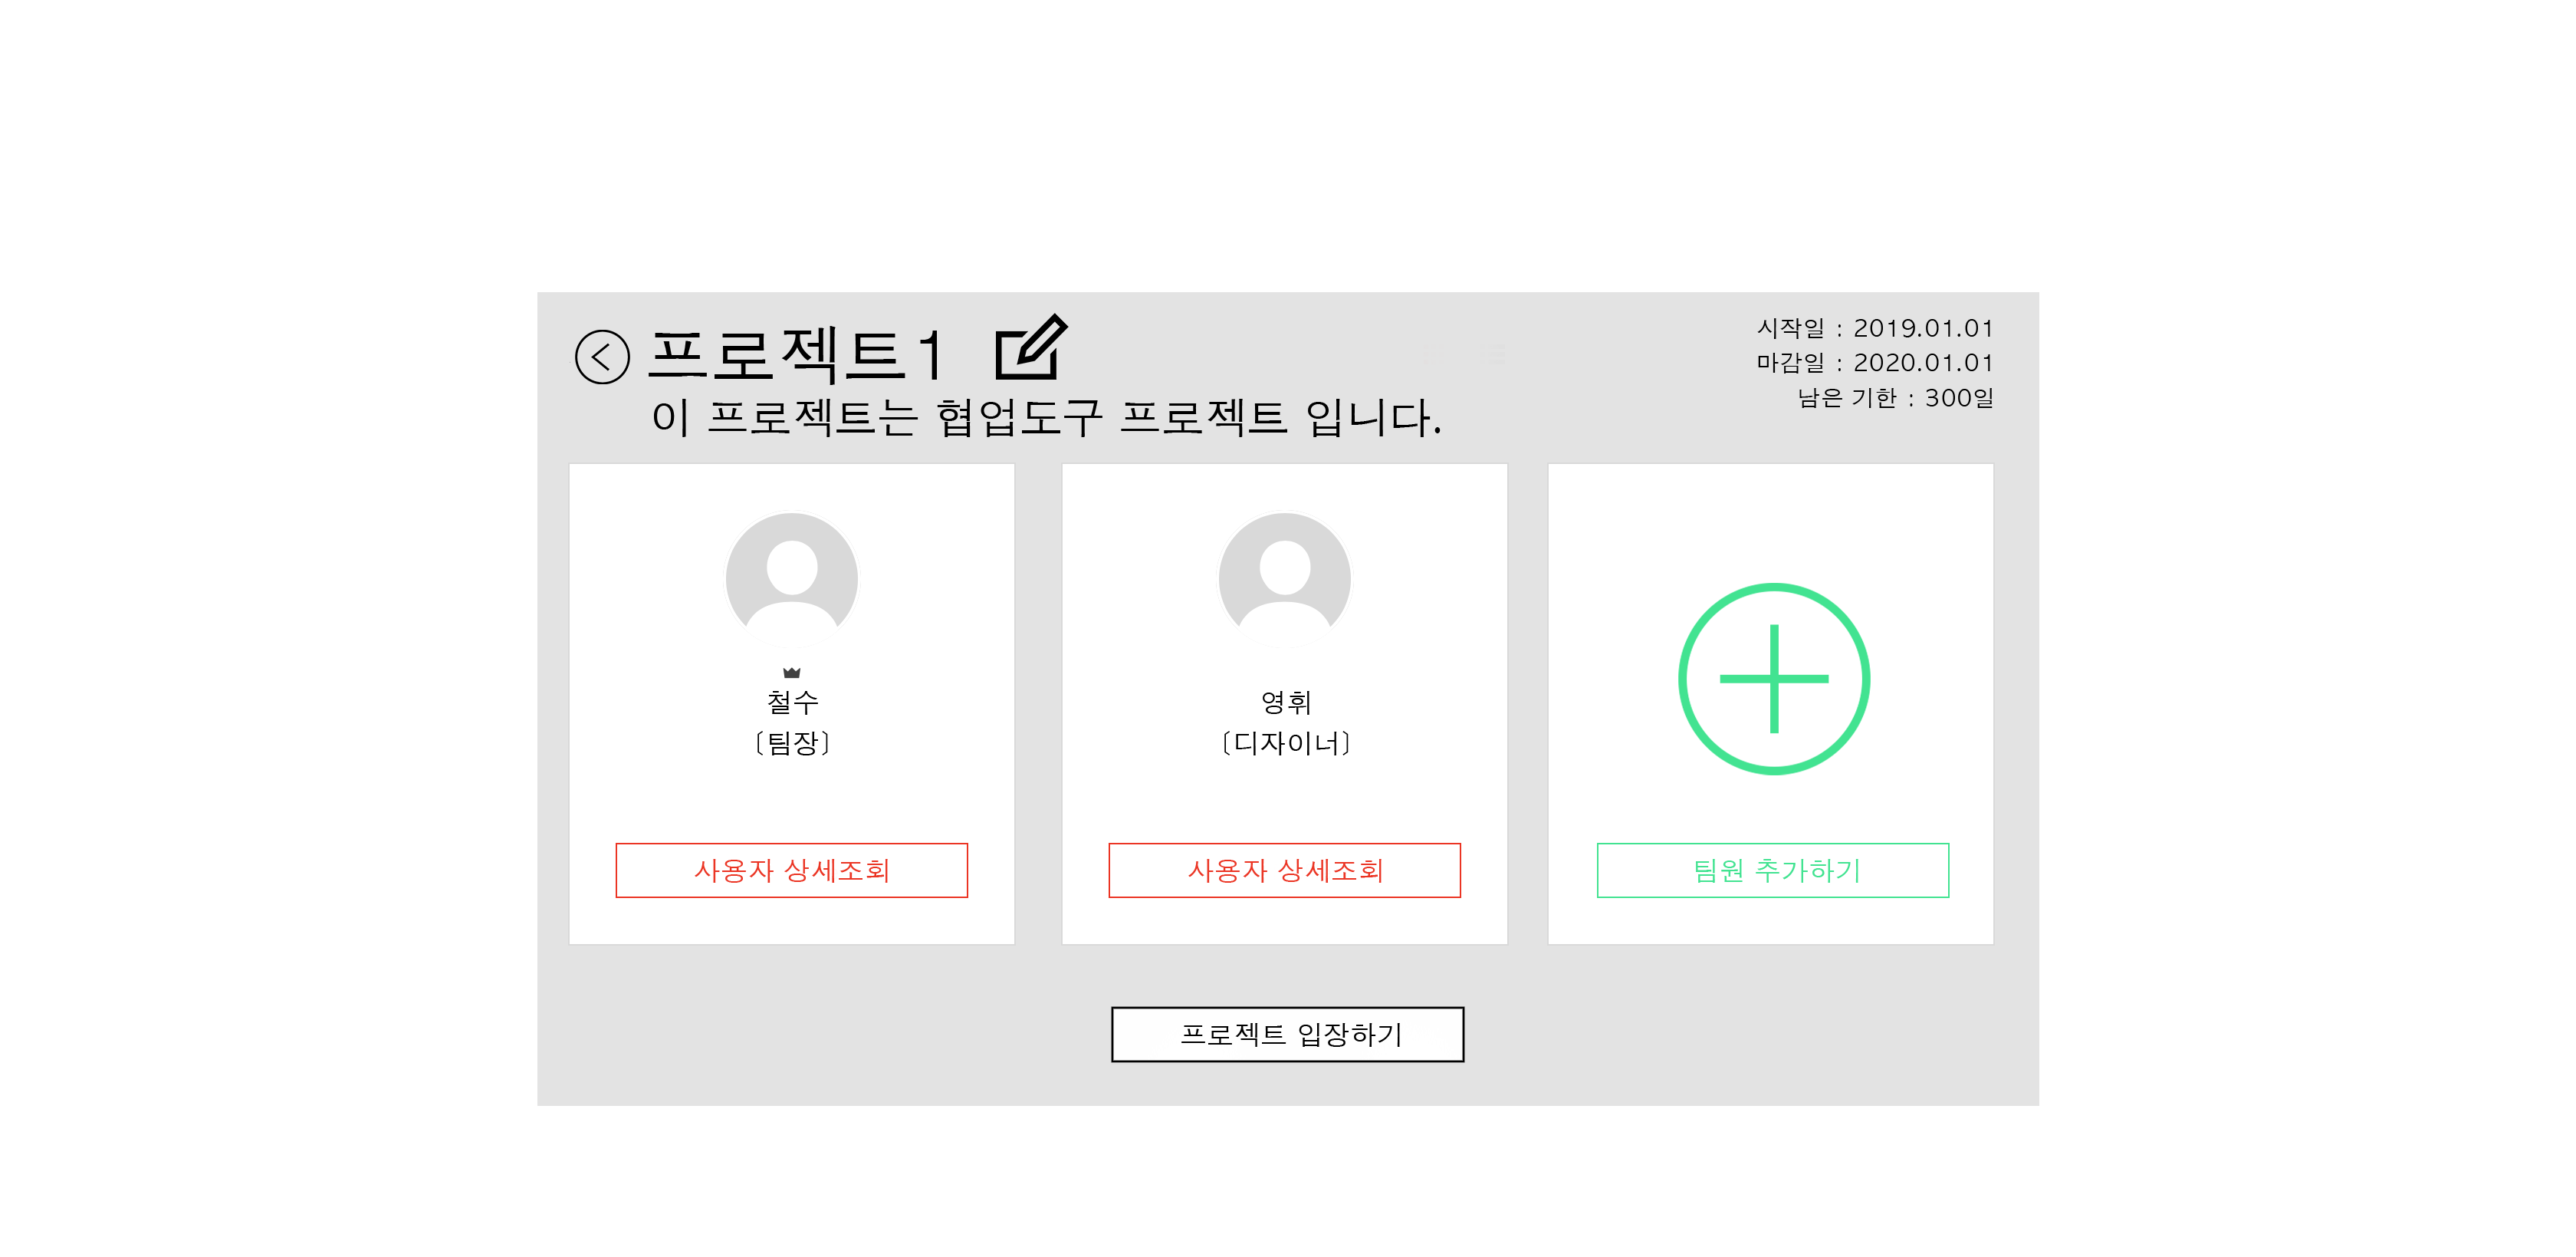 프로젝트1
이 프로젝트는 협업도구 프로젝트 입니다.
시작일 : 2019.01.01
마감일 : 2020.01.01
남은 기한 : 300일
철수
(팀장)
사용자 상세조회
영휘
(디자이너)
사용자 상세조회
팀원 추가하기
프로젝트 입장하기